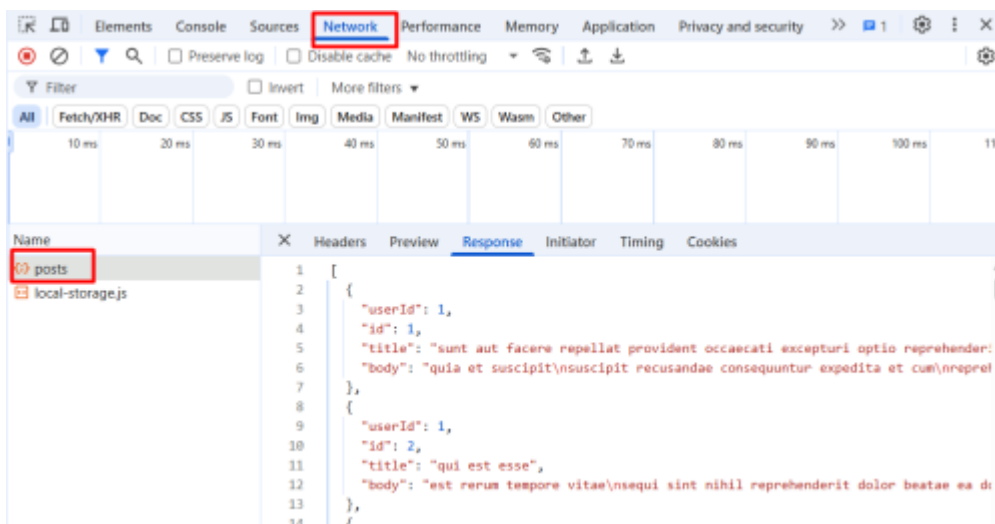 Elements Console Sources Network Performance Memory Application Privacy and security 1
Preserve log Disable cache No throttling
Filter Invert More filters
All Fetch/XHR Doc CSS JS Font Img Media Manifest WS Wasm Other
10 ms 20 ms 30 ms 40 ms 50 ms 60 ms 70 ms 80 ms 90 ms 100 ms 11
Name Headers Preview Response Initiator Timing Cookies
posts
local-storage.js
1 [
2 {
3 "userId": 1,
4 "id": 1,
5 "title": "sunt aut facere repellat provident occaecati excepturi optio reprehender
6 "body": "quia et suscipit\nsuscipit recusandae consequuntur expedita et cum\nrepreh
7 },
8 {
9 "userId": 1,
10 "id": 2,
11 "title": "qui est esse",
12 "body": "est rerum tempore vitae\nsequi sint nihil reprehenderit dolor beatae ea do
13 },
14 {